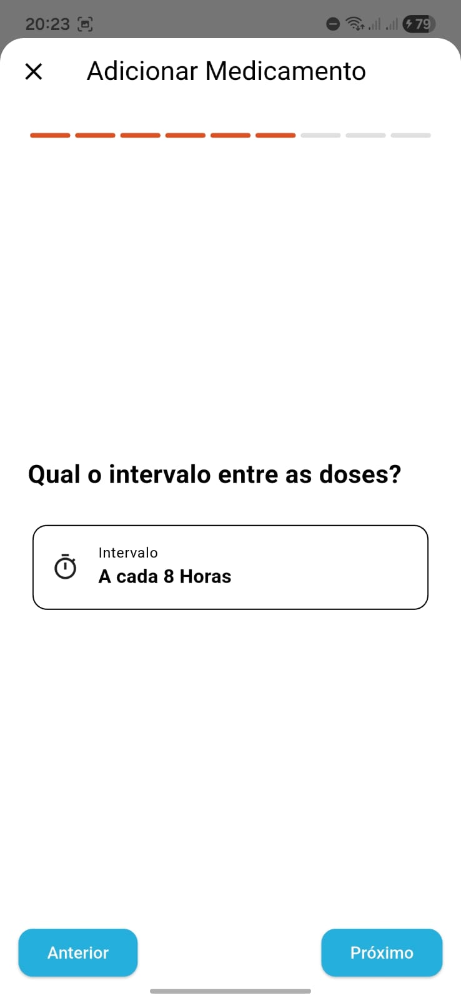 20:23
79
Adicionar Medicamento
Qual o intervalo entre as doses?
Intervalo
A cada 8 Horas
Anterior
Próximo